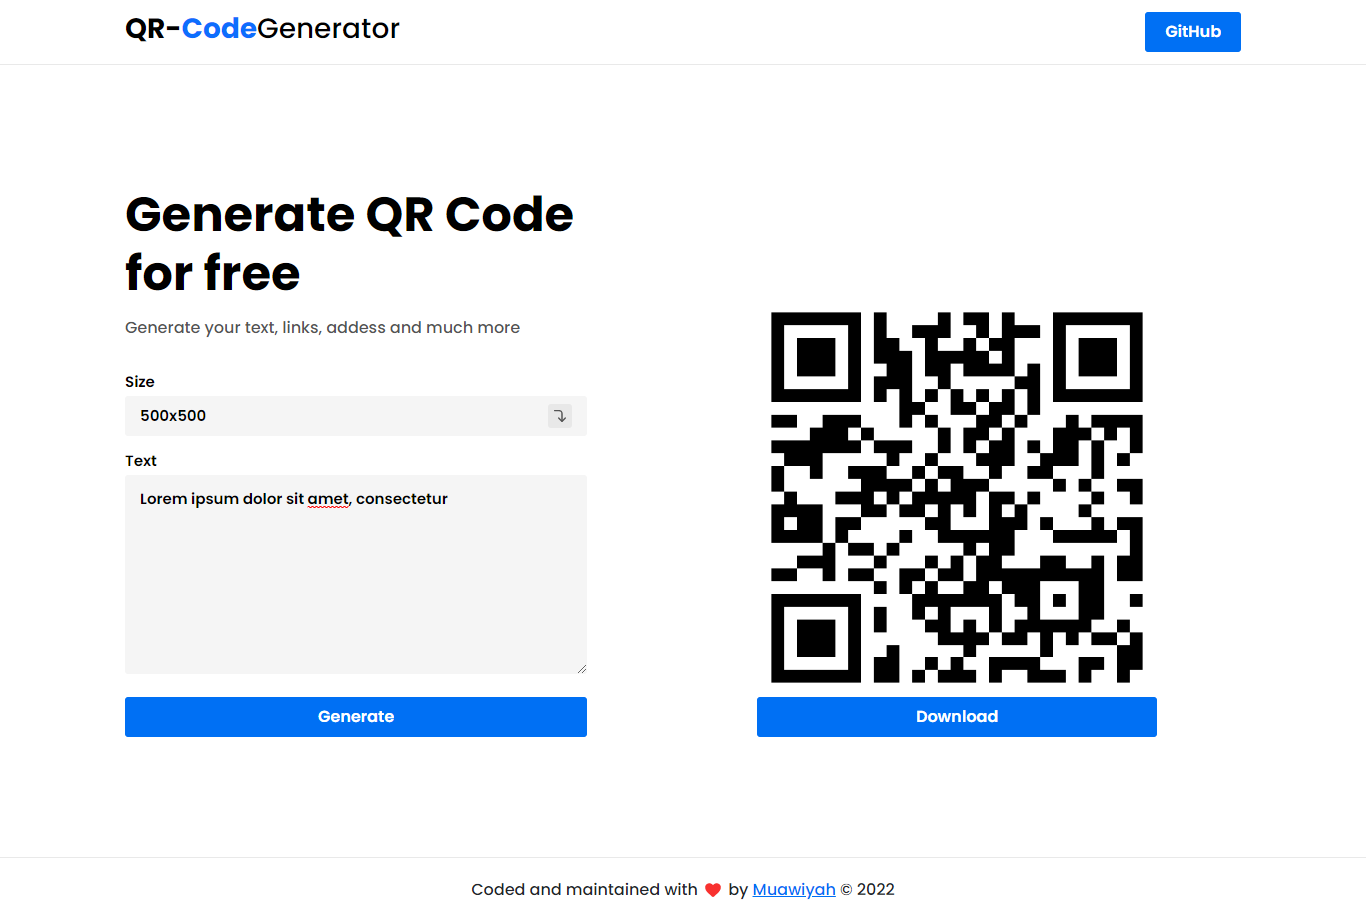 QR-CodeGenerator
GitHub
Generate QR Code
for free
Generate your text, links, addess and much more
Size
500x500
Text
Lorem ipsum dolor sit amet, consectetur
Generate
Download
Coded and maintained with ❤️ by Muawiyah © 2022